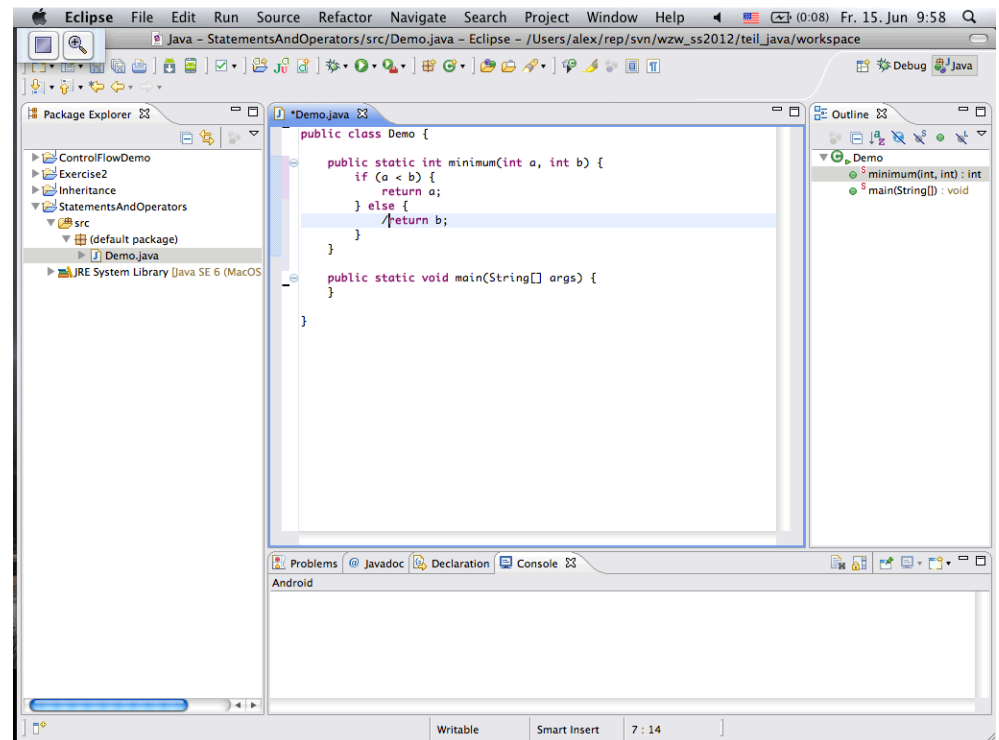 Eclipse File Edit Run Source Refactor Navigate Search Project Window Help (0:08) Fr. 15. Jun 9:58
Java – StatementsAndOperators/src/Demo.java – Eclipse – /Users/alex/rep/svn/wzw_ss2012/teil_java/workspace
Debug Java
Package Explorer
ControlFlowDemo
Exercise2
Inheritance
StatementsAndOperators
src
(default package)
Demo.java
JRE System Library [Java SE 6 (MacOS
*Demo.java
public class Demo {
public static int minimum(int a, int b) {
if (a < b) {
return a;
} else {
/return b;
}
}
public static void main(String[] args) {
}
}
Outline
Demo
minimum(int, int) : int
main(String[]) : void
Problems Javadoc Declaration Console
Android
Writable Smart Insert 7 : 14